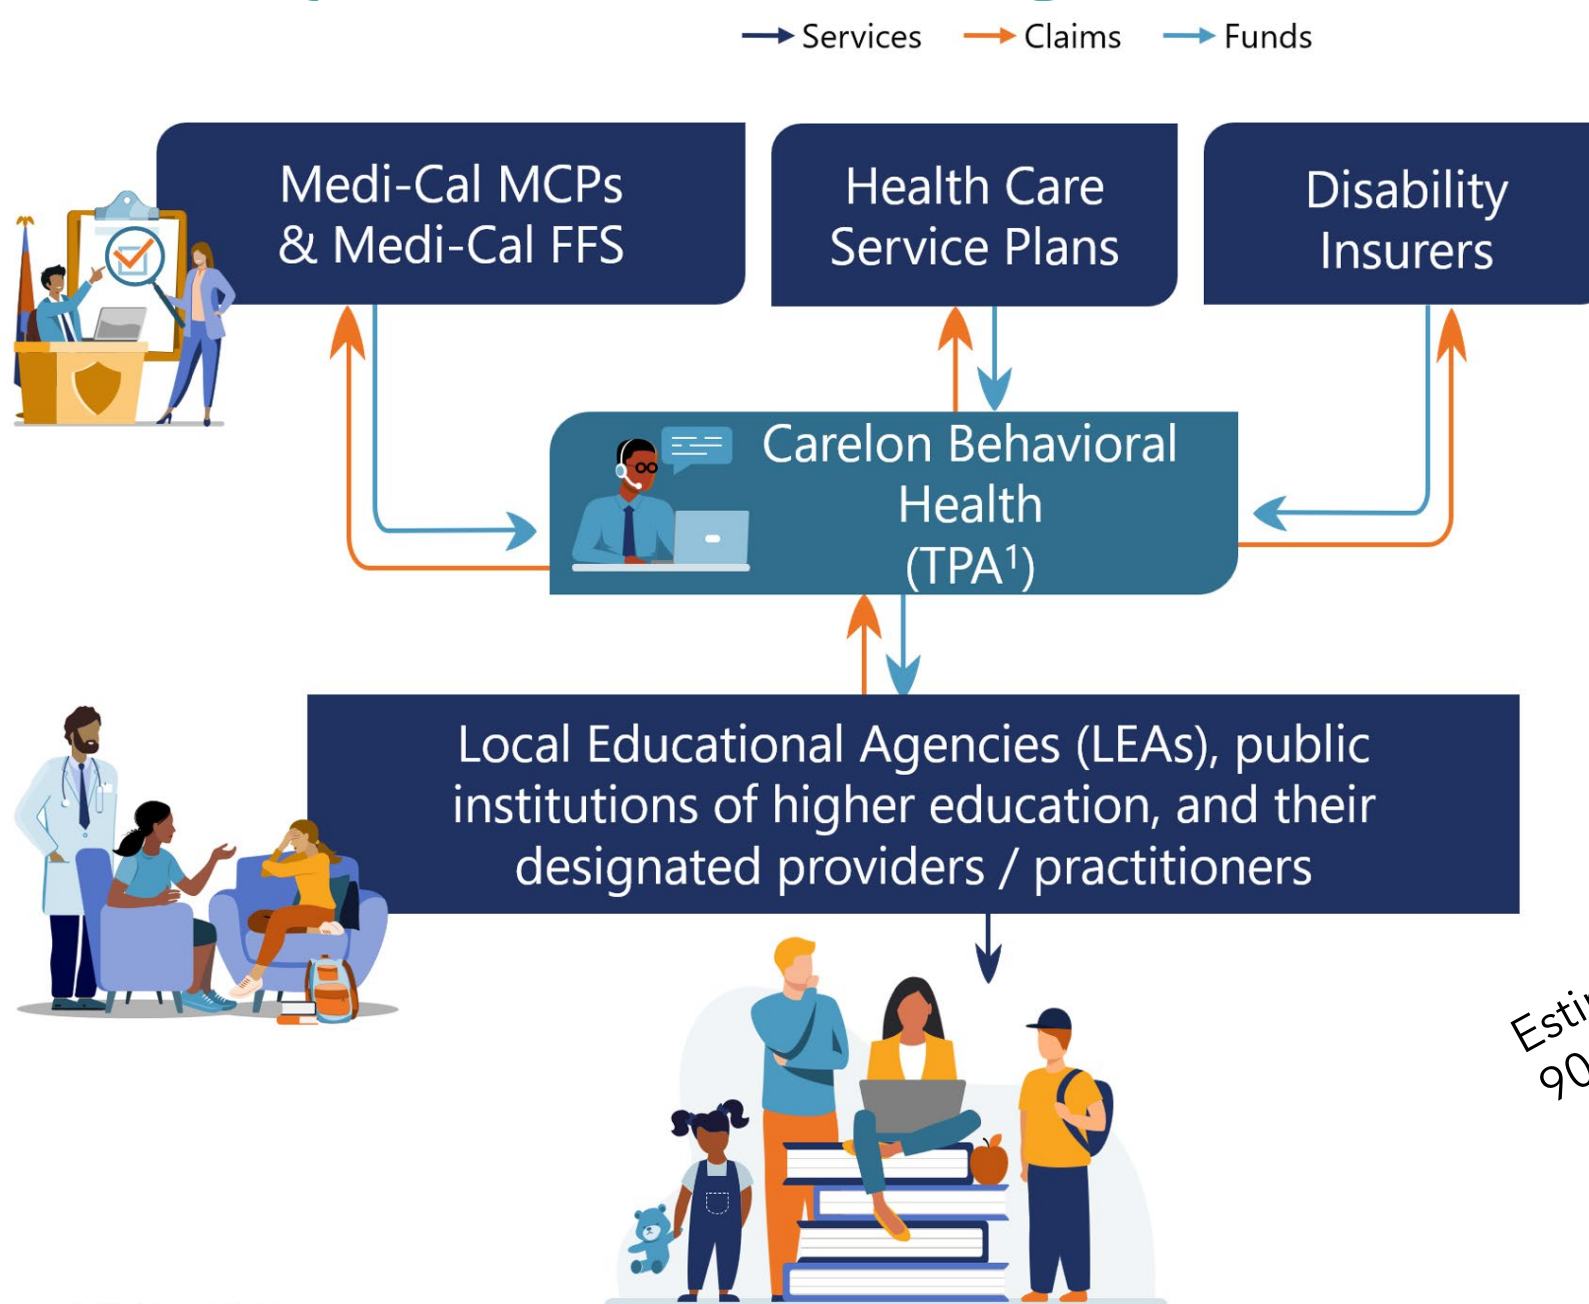 Services Claims Funds
Medi-Cal MCPs
& Medi-Cal FFS
Health Care
Service Plans
Disability
Insurers
Carelon Behavioral
Health
(TPA¹)
Local Educational Agencies (LEAs), public
institutions of higher education, and their
designated providers / practitioners
90